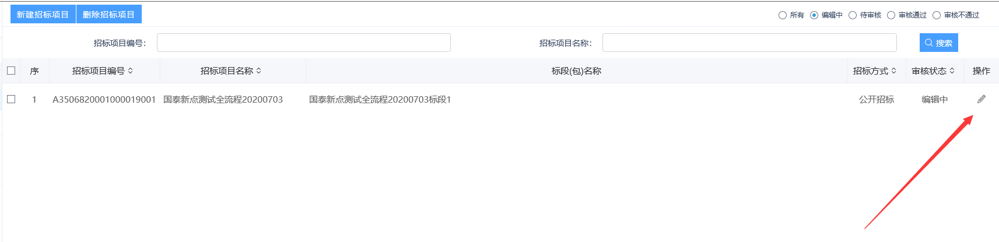 新建招标项目 删除招标项目 所有 编辑中 待审核 审核通过 审核不通过
招标项目编号： 招标项目名称： 搜索
序 招标项目编号 招标项目名称 标段(包)名称 招标方式 审核状态 操作
1 A3506820001000019001 国泰新点测试全流程20200703 国泰新点测试全流程20200703标段1 公开招标 编辑中